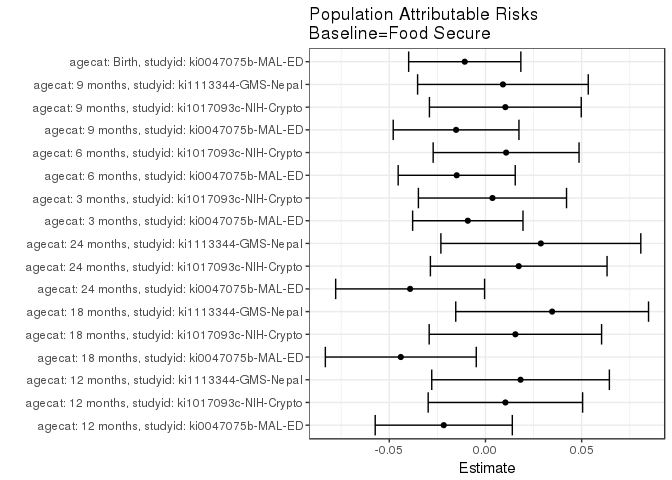 Population Attributable Risks
Baseline=Food Secure
agecat: Birth, studyid: ki0047075b-MAL-ED
agecat: 9 months, studyid: ki1113344-GMS-Nepal
agecat: 9 months, studyid: ki1017093c-NIH-Crypto
agecat: 9 months, studyid: ki0047075b-MAL-ED
agecat: 6 months, studyid: ki1017093c-NIH-Crypto
agecat: 6 months, studyid: ki0047075b-MAL-ED
agecat: 3 months, studyid: ki1017093c-NIH-Crypto
agecat: 3 months, studyid: ki0047075b-MAL-ED
agecat: 24 months, studyid: ki1113344-GMS-Nepal
agecat: 24 months, studyid: ki1017093c-NIH-Crypto
agecat: 24 months, studyid: ki0047075b-MAL-ED
agecat: 18 months, studyid: ki1113344-GMS-Nepal
agecat: 18 months, studyid: ki1017093c-NIH-Crypto
agecat: 18 months, studyid: ki0047075b-MAL-ED
agecat: 12 months, studyid: ki1113344-GMS-Nepal
agecat: 12 months, studyid: ki1017093c-NIH-Crypto
agecat: 12 months, studyid: ki0047075b-MAL-ED
-0.05 0.00 0.05
Estimate